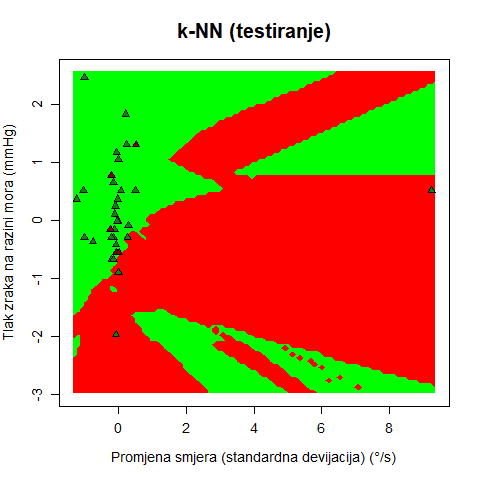 k-NN (testiranje)
Tlak zraka na razini mora (mmHg)
2
1
0
-1
-2
-3
0 2 4 6 8
Promjena smjera (standardna devijacija) (°/s)